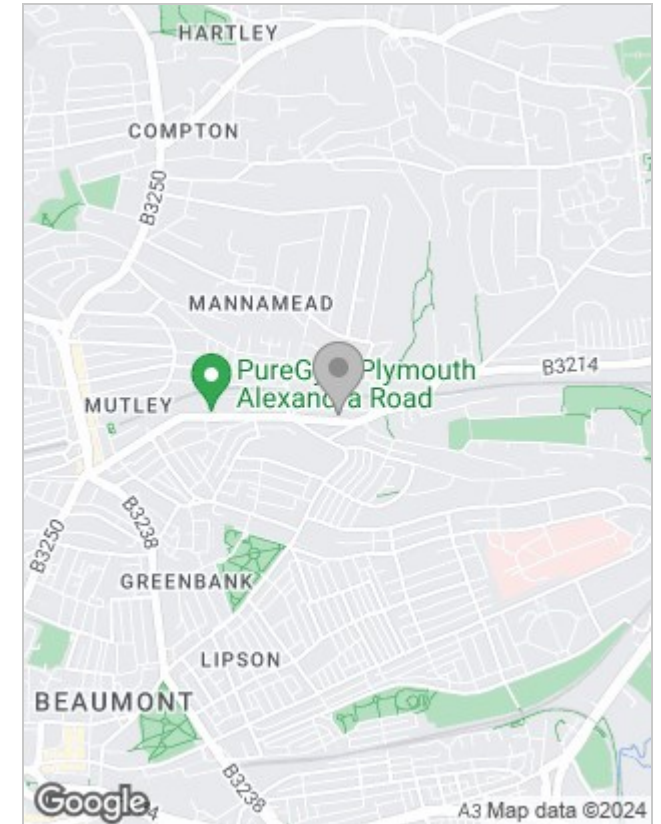 HARTLEY
COMPTON
B3250
MANNAMEAD
Plymouth
Alexandra Road
B3214
MUTLEY
B3250
B3238
GREENBANK
LIPSON
BEAUMONT
B3238
Google
A3 Map data ©2024